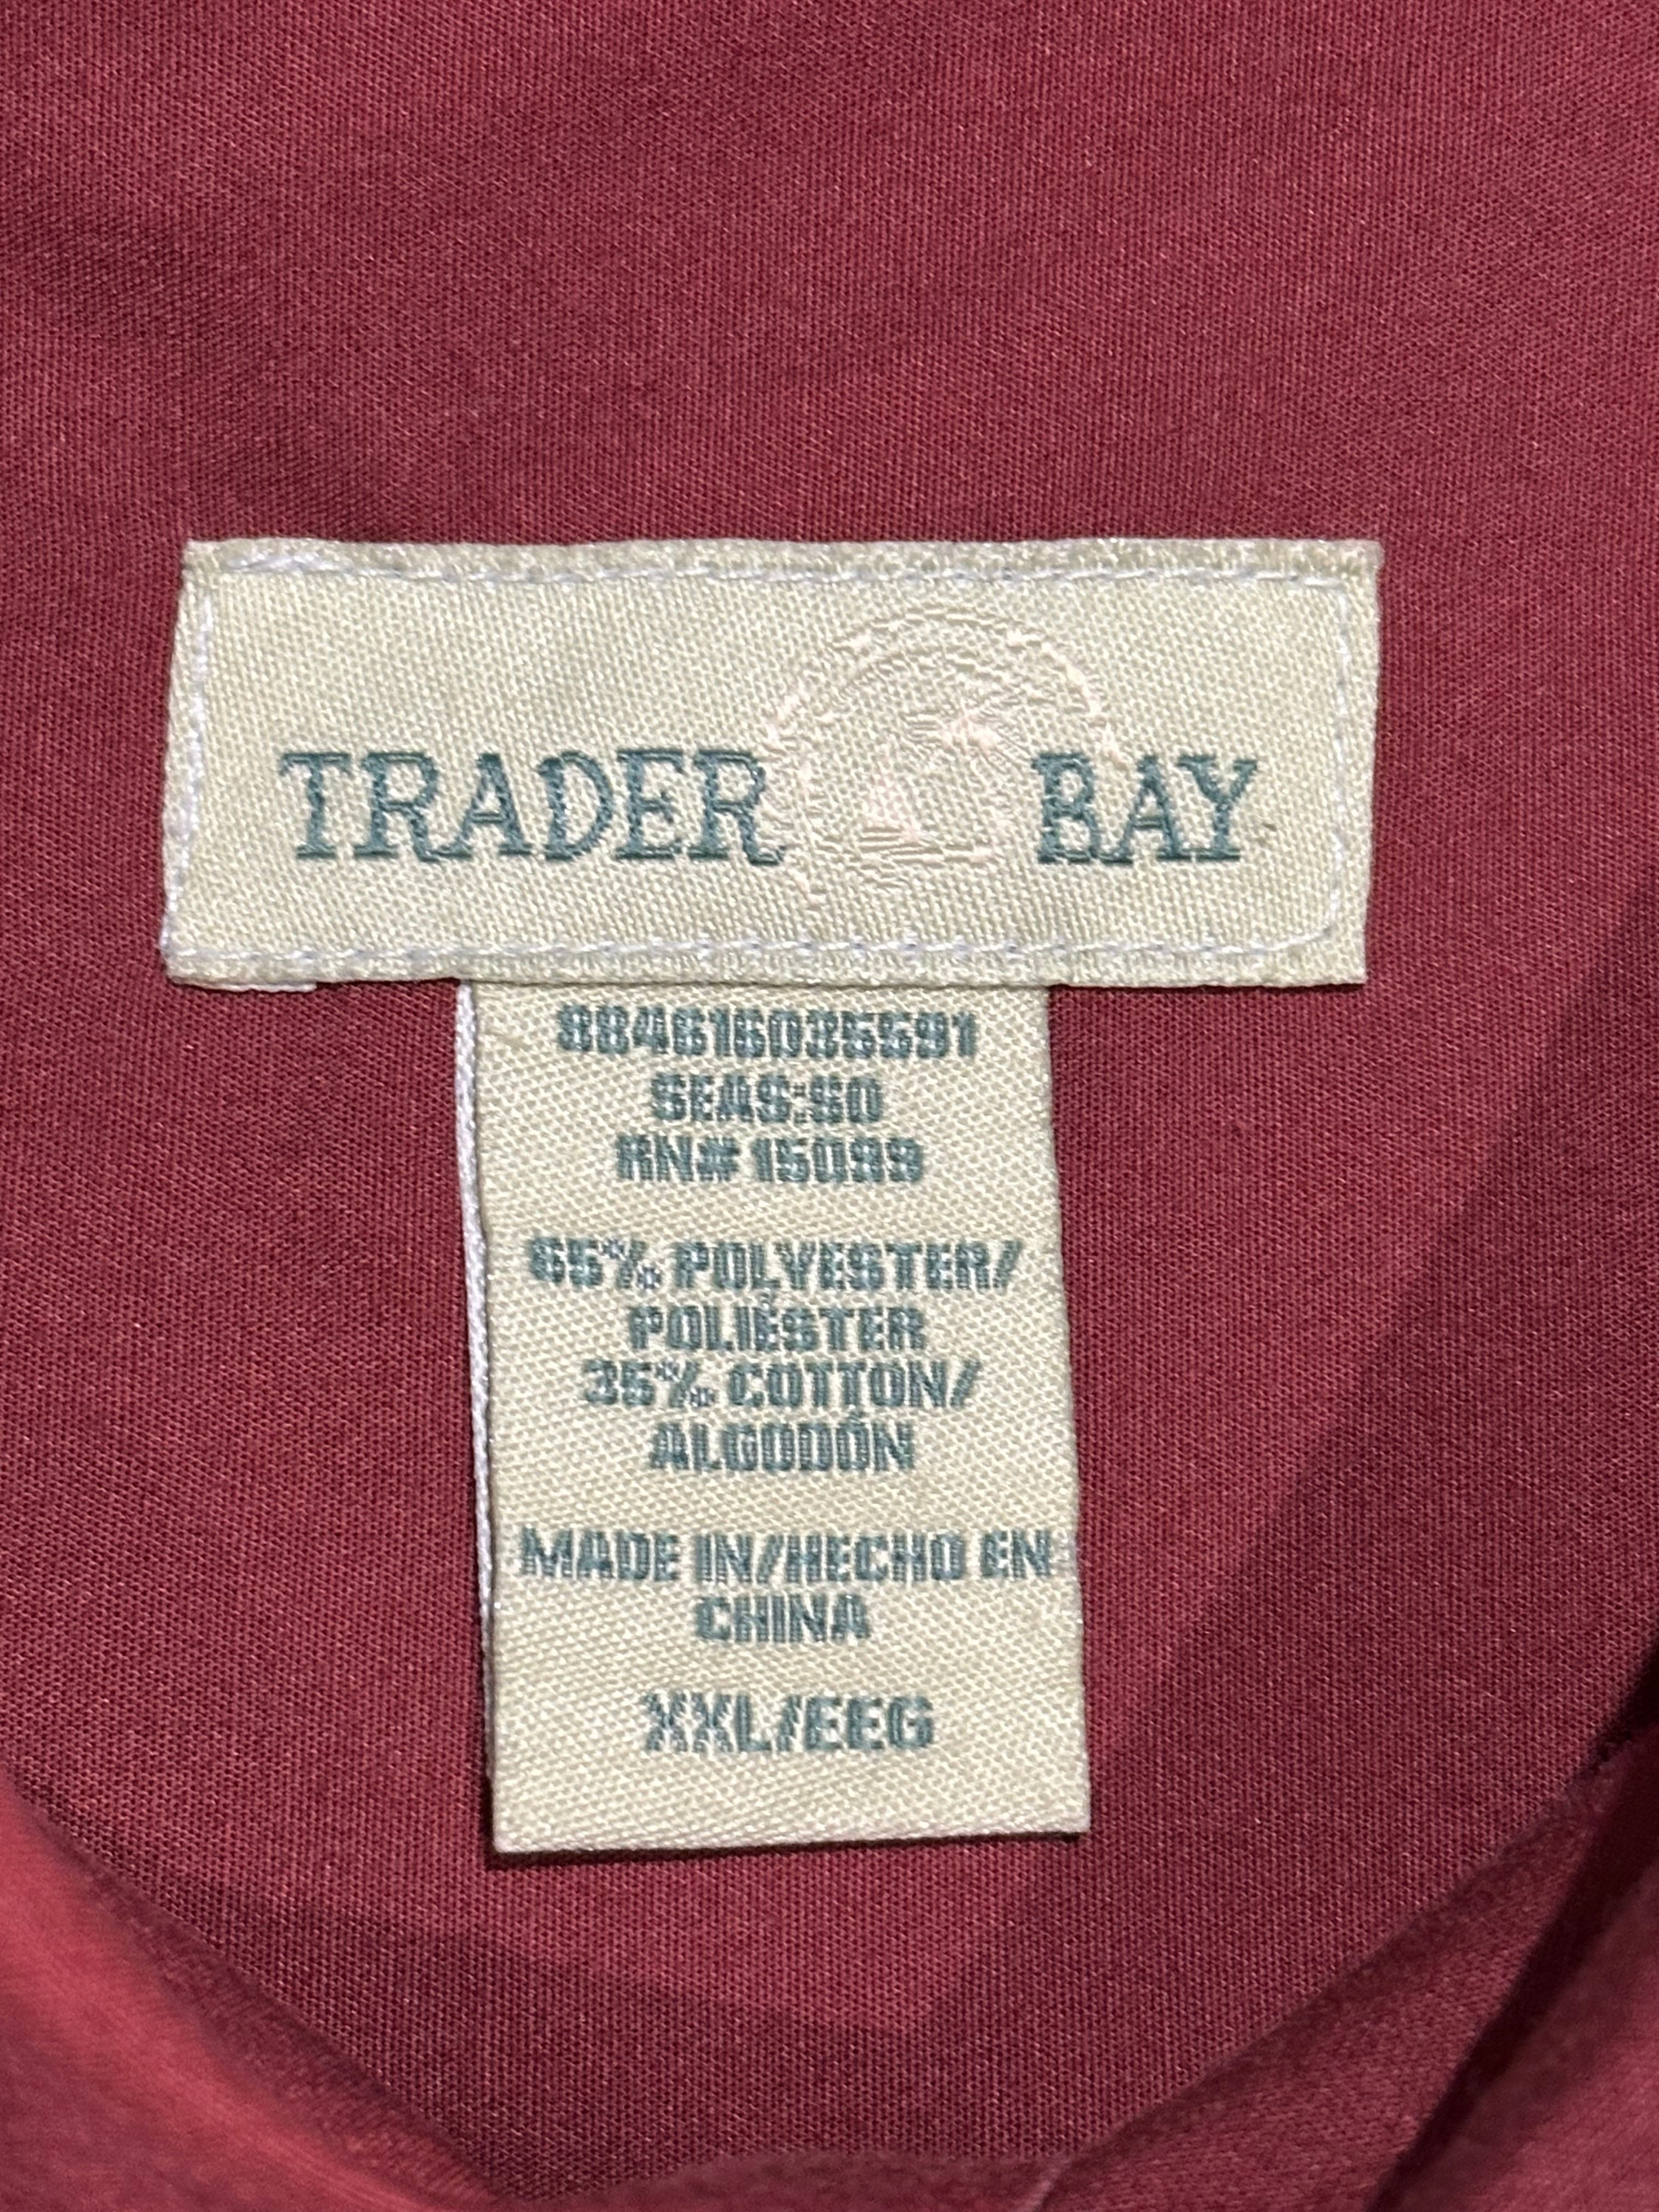 TRADER BAY
884616035591
SEAS:S0
RN# 15099
65% POLYESTER/
POLIÉSTER
35% COTTON/
ALGODÓN
MADE IN/HECHO EN
CHINA
XXL/EEG